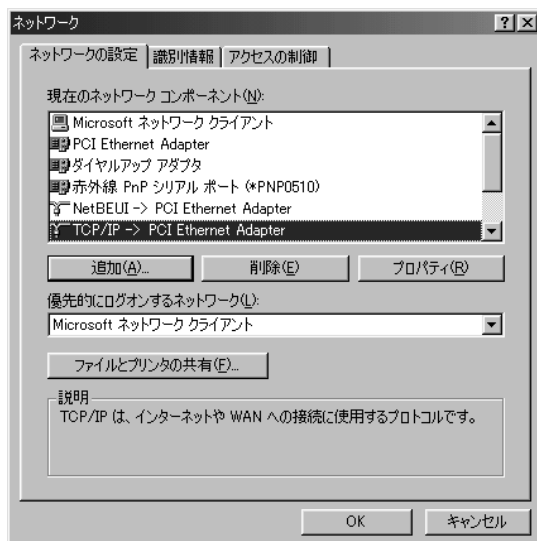 ネットワーク
ネットワークの設定 識別情報 アクセスの制御
現在のネットワーク コンポーネント(N):
Microsoft ネットワーク クライアント
PCI Ethernet Adapter
ダイヤルアップ アダプタ
赤外線 PnP シリアル ポート (*PNP0510)
NetBEUI -> PCI Ethernet Adapter
TCP/IP -> PCI Ethernet Adapter
追加(A)... 削除(E) プロパティ(R)
優先的にログオンするネットワーク(L):
Microsoft ネットワーク クライアント
ファイルとプリンタの共有(F)...
説明
TCP/IP は、インターネットや WAN への接続に使用するプロトコルです。
OK キャンセル